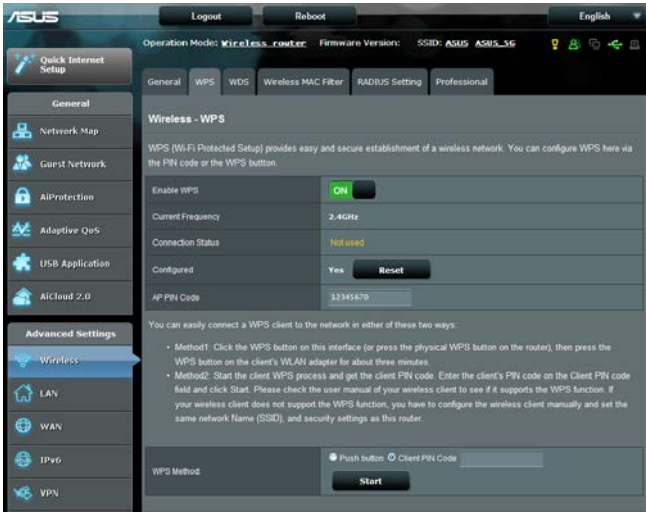 ASUS
Logout
Reboot
English
Operation Mode: Wireless router Firmware Version: SSID: ASUS ASUS_5G
Quick Internet
Setup
General
WPS
WDS
Wireless MAC Filter
RADIUS Setting
Professional
General
Network Map
Guest Network
AiProtection
Adaptive QoS
USB Application
AiCloud 2.0
Advanced Settings
Wireless
LAN
WAN
IPv6
VPN
Wireless - WPS
WPS (Wi-Fi Protected Setup) provides easy and secure establishment of a wireless network. You can configure WPS here via
the PIN code or the WPS buttton.
Enable WPS ON
Current Frequency 2.4GHz
Connection Status Not used
Configured Yes Reset
AP PIN Code 12345670
You can easily connect a WPS client to the network in either of these two ways:
• Method1: Click the WPS button on this interface (or press the physical WPS button on the router), then press the
WPS button on the client's WLAN adapter for about three minutes.
• Method2: Start the client WPS process and get the client PIN code. Enter the client's PIN code on the Client PIN code
field and click Start. Please check the user manual of your wireless client to see if it supports the WPS function. If
your wireless client does not support the WPS function, you have to configure the wireless client manually and set the
same network Name (SSID), and security settings as this router.
WPS Method: Push button Client PIN Code
Start